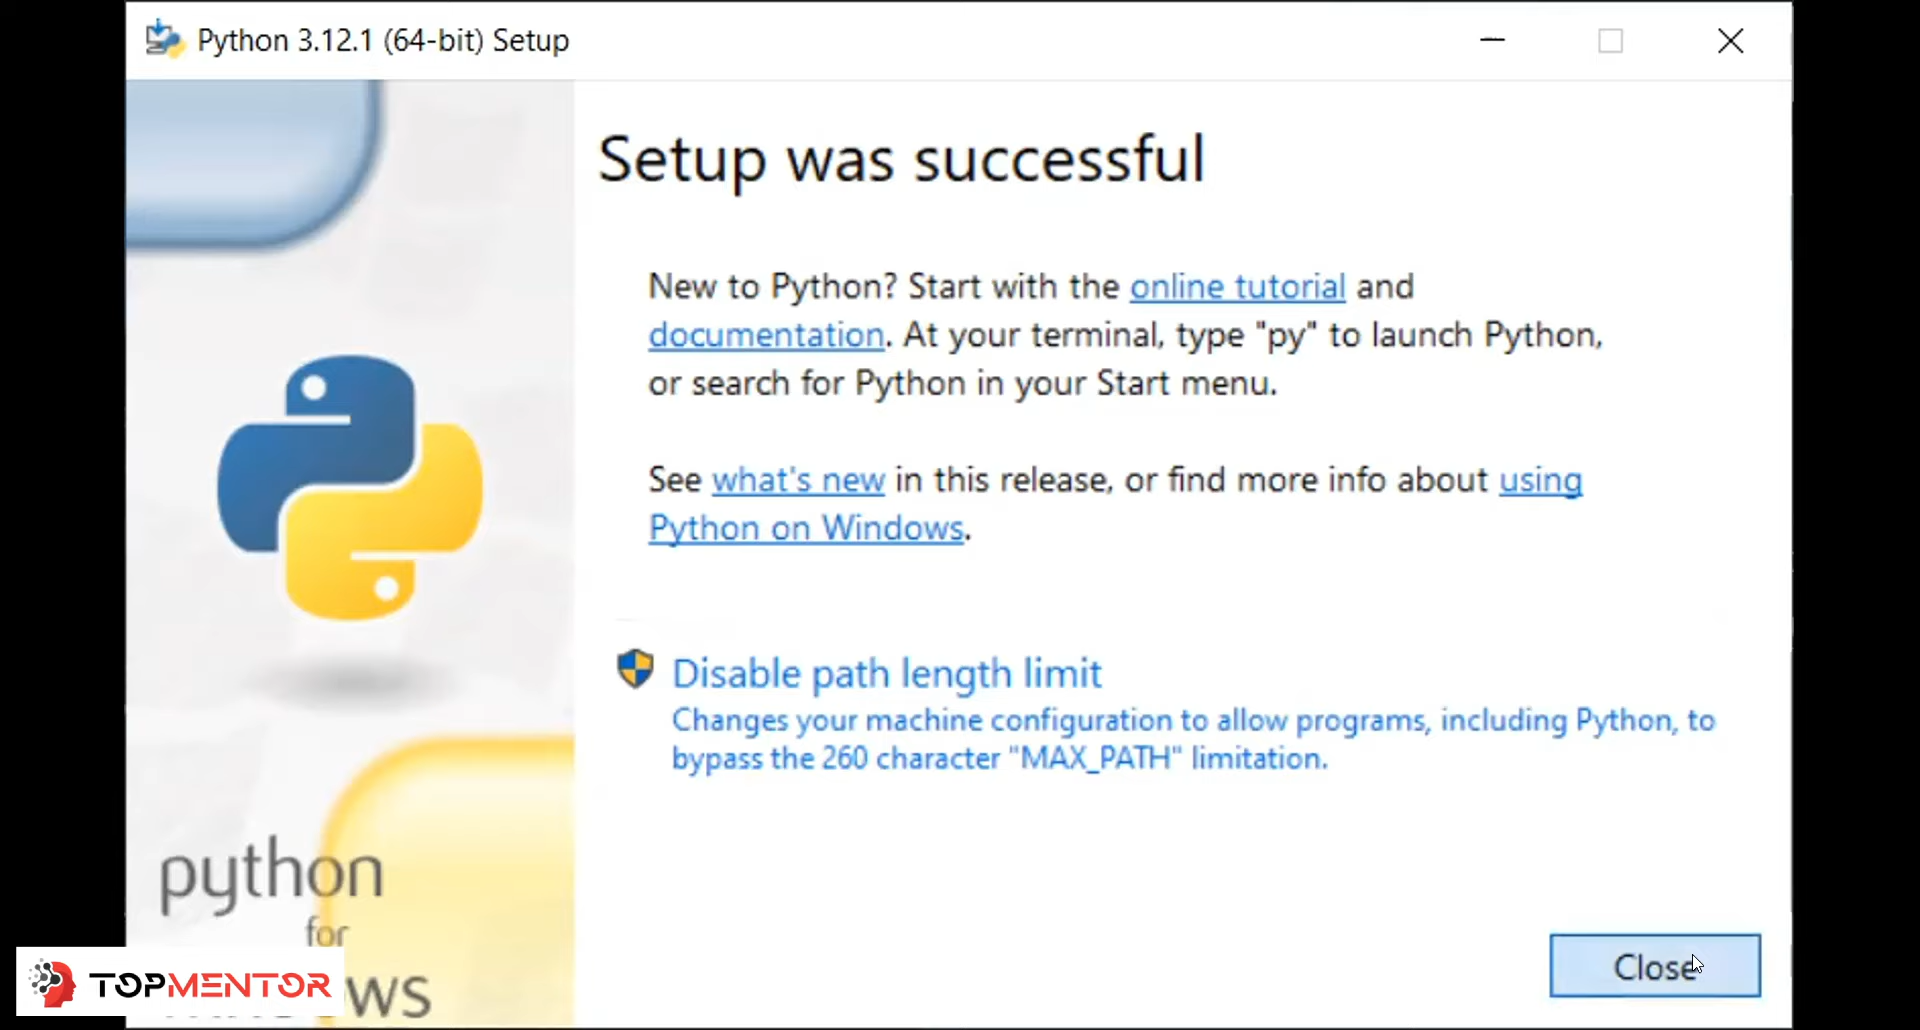 Python 3.12.1 (64-bit) Setup
Setup was successful
New to Python? Start with the online tutorial and
documentation. At your terminal, type "py" to launch Python,
or search for Python in your Start menu.
See what's new in this release, or find more info about using
Python on Windows.
Disable path length limit
Changes your machine configuration to allow programs, including Python, to
bypass the 260 character "MAX_PATH" limitation.
python
for
TOPMENTOR
Close